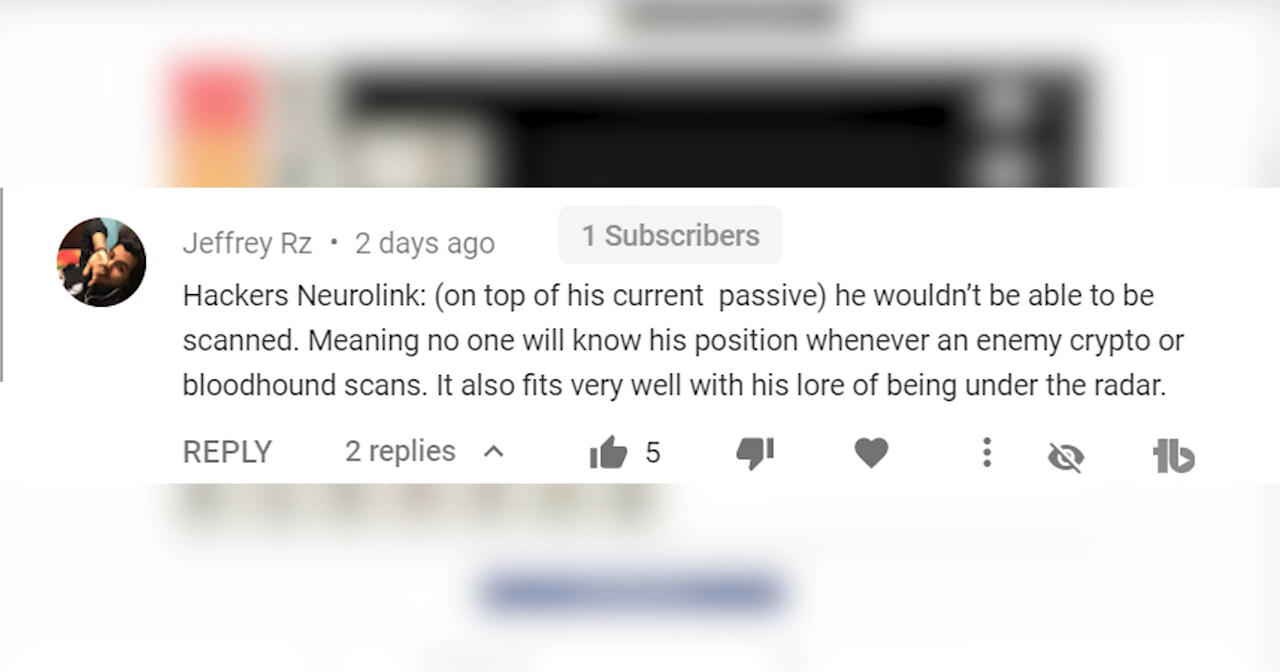 Jeffrey Rz • 2 days ago 1 Subscribers
Hackers Neurolink: (on top of his current  passive) he wouldn’t be able to be
scanned. Meaning no one will know his position whenever an enemy crypto or
bloodhound scans. It also fits very well with his lore of being under the radar.
REPLY 2 replies 5